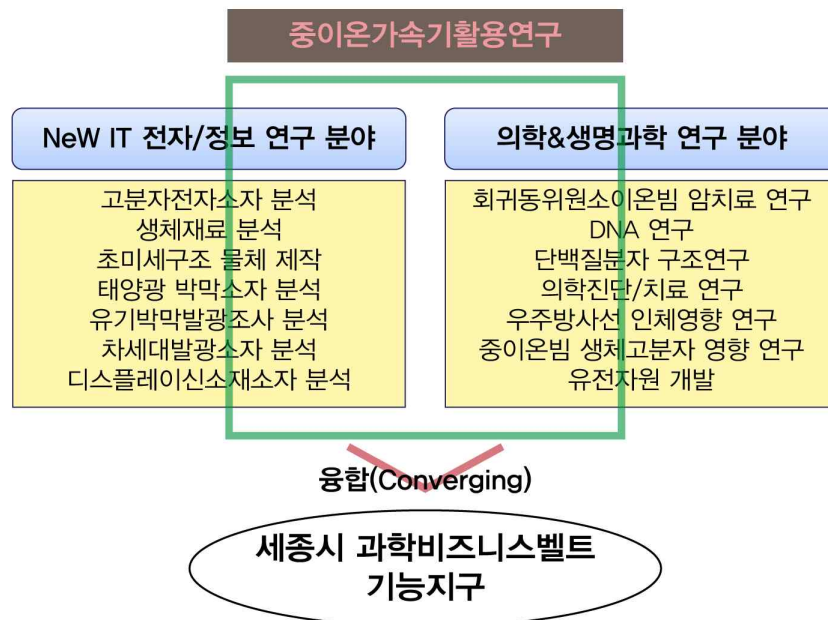 중이온가속기활용연구
NeW IT 전자/정보 연구 분야
고분자전자소자 분석
생체재료 분석
초미세구조 물체 제작
태양광 박막소자 분석
유기박막발광조사 분석
차세대발광소자 분석
디스플레이신소재소자 분석
의학&생명과학 연구 분야
회귀동위원소이온빔 암치료 연구
DNA 연구
단백질분자 구조연구
의학진단/치료 연구
우주방사선 인체영향 연구
중이온빔 생체고분자 영향 연구
유전자원 개발
융합(Converging)
세종시 과학비즈니스벨트
기능지구